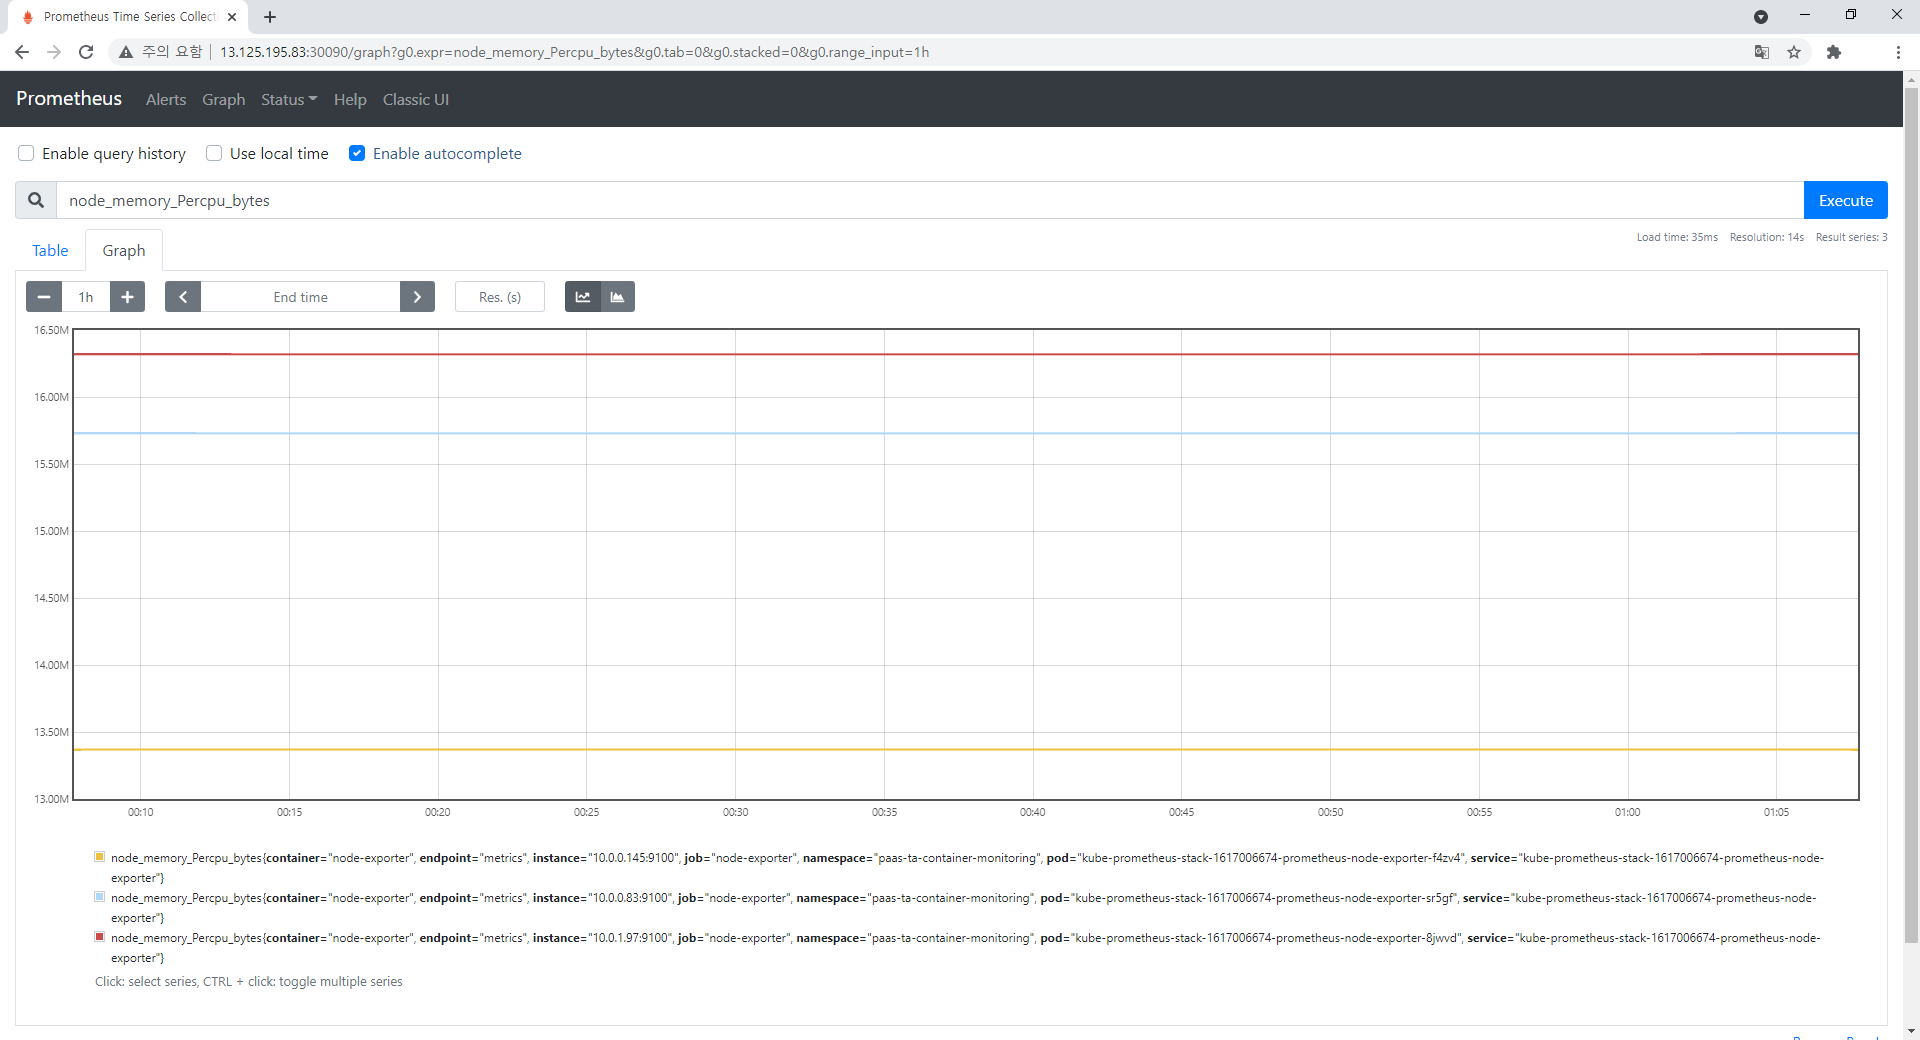 Prometheus Time Series Collect
주의 요함
13.125.195.83:30090/graph?g0.expr=node_memory_Percpu_bytes&g0.tab=0&g0.stacked=0&g0.range_input=1h
Prometheus Alerts Graph Status Help Classic UI
Enable query history Use local time Enable autocomplete
node_memory_Percpu_bytes Execute
Table Graph
Load time: 35ms Resolution: 14s Result series: 3
1h End time Res. (s)
16.50M
16.00M
15.50M
15.00M
14.50M
14.00M
13.50M
13.00M
00:10 00:15 00:20 00:25 00:30 00:35 00:40 00:45 00:50 00:55 01:00 01:05
node_memory_Percpu_bytes{container="node-exporter", endpoint="metrics", instance="10.0.0.145:9100", job="node-exporter", namespace="paas-ta-container-monitoring", pod="kube-prometheus-stack-1617006674-prometheus-node-exporter-f4zv4", service="kube-prometheus-stack-1617006674-prometheus-node-
exporter"}
node_memory_Percpu_bytes{container="node-exporter", endpoint="metrics", instance="10.0.0.83:9100", job="node-exporter", namespace="paas-ta-container-monitoring", pod="kube-prometheus-stack-1617006674-prometheus-node-exporter-sr5gf", service="kube-prometheus-stack-1617006674-prometheus-node-
exporter"}
node_memory_Percpu_bytes{container="node-exporter", endpoint="metrics", instance="10.0.1.97:9100", job="node-exporter", namespace="paas-ta-container-monitoring", pod="kube-prometheus-stack-1617006674-prometheus-node-exporter-8jwvd", service="kube-prometheus-stack-1617006674-prometheus-node-
exporter"}
Click: select series, CTRL + click: toggle multiple series